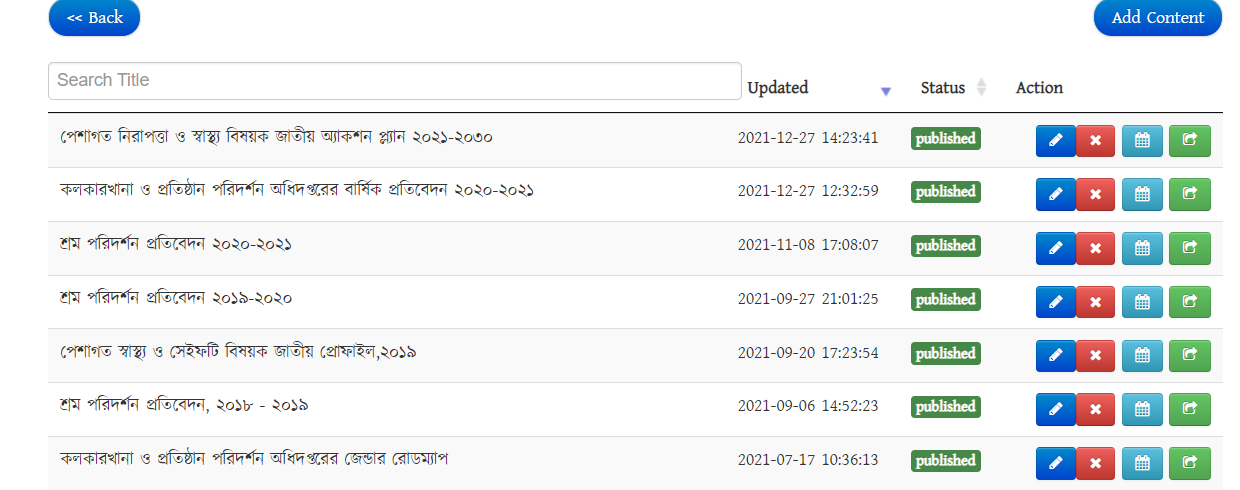 << Back
Add Content
Search Title Updated Status Action
পেশাগত নিরাপত্তা ও স্বাস্থ্য বিষয়ক জাতীয় অ্যাকশন প্ল্যান ২০২১-২০৩০ 2021-12-27 14:23:41 published
কলকারখানা ও প্রতিষ্ঠান পরিদর্শন অধিদপ্তরের বার্ষিক প্রতিবেদন ২০২০-২০২১ 2021-12-27 12:32:59 published
শ্রম পরিদর্শন প্রতিবেদন ২০২০-২০২১ 2021-11-08 17:08:07 published
শ্রম পরিদর্শন প্রতিবেদন ২০১৯-২০২০ 2021-09-27 21:01:25 published
পেশাগত স্বাস্থ্য ও সেইফটি বিষয়ক জাতীয় প্রোফাইল,২০১৯ 2021-09-20 17:23:54 published
শ্রম পরিদর্শন প্রতিবেদন, ২০১৮ - ২০১৯ 2021-09-06 14:52:23 published
কলকারখানা ও প্রতিষ্ঠান পরিদর্শন অধিদপ্তরের জেন্ডার রোডম্যাপ 2021-07-17 10:36:13 published